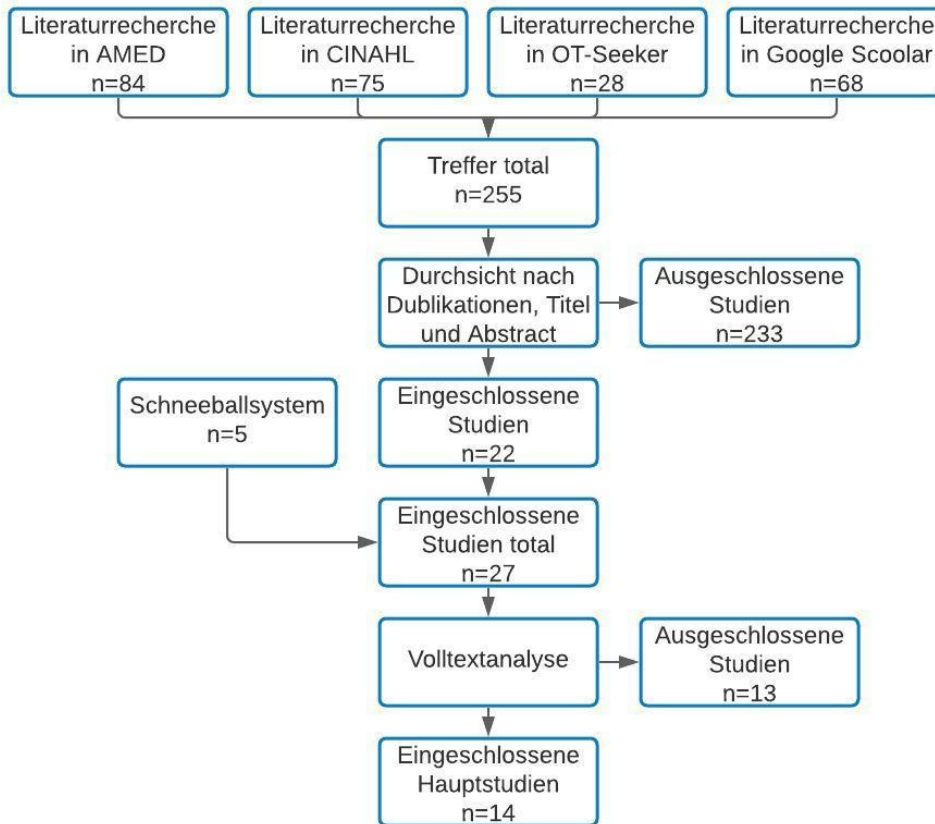 Literaturrecherche
in AMED
n=84
Literaturrecherche
in CINAHL
n=75
Literaturrecherche
in OT-Seeker
n=28
Literaturrecherche
in Google Scoolar
n=68
Treffer total
n=255
Durchsicht nach
Dublikationen, Titel
und Abstract
Ausgeschlossene
Studien
n=233
Schneeballsystem
n=5
Eingeschlossene
Studien
n=22
Eingeschlossene
Studien total
n=27
Volltextanalyse
Ausgeschlossene
Studien
n=13
Eingeschlossene
Hauptstudien
n=14